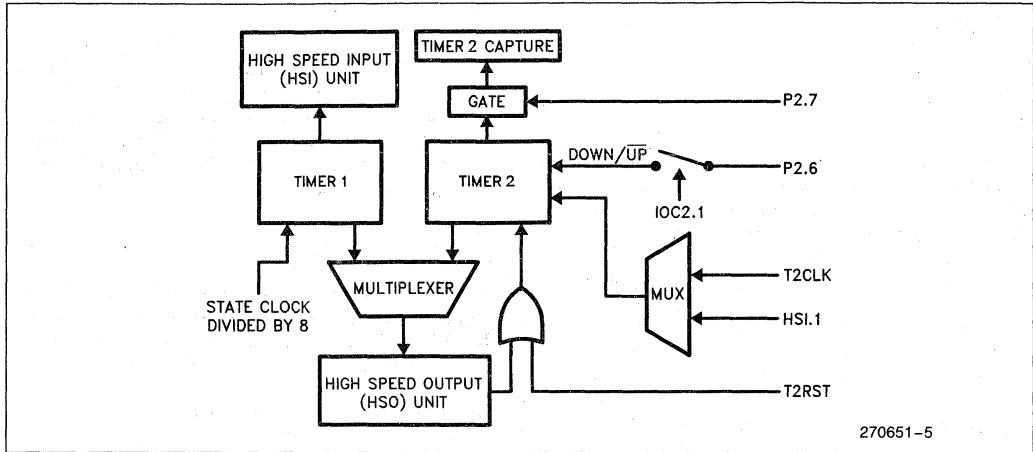 HIGH SPEED INPUT
(HSI) UNIT
TIMER 2 CAPTURE
GATE
P2.7
TIMER 1
TIMER 2
DOWN/U̅P̅
P2.6
IOC2.1
STATE CLOCK
DIVIDED BY 8
MULTIPLEXER
MUX
T2CLK
HSI.1
HIGH SPEED OUTPUT
(HSO) UNIT
T2RST
270651-5